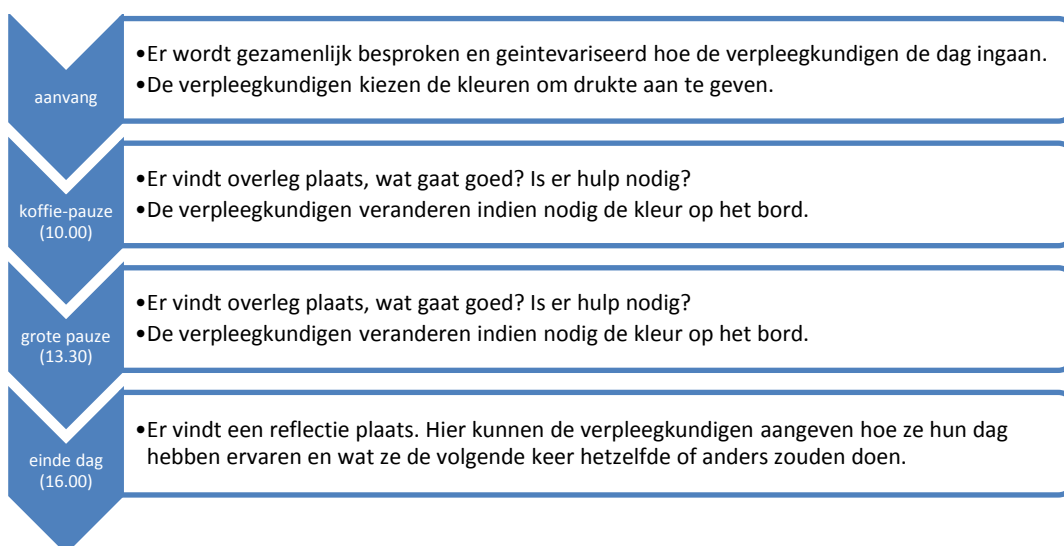 aanvang
•Er wordt gezamenlijk besproken en geintevariseerd hoe de verpleegkundigen de dag ingaan.
•De verpleegkundigen kiezen de kleuren om drukte aan te geven.
koffie-pauze
(10.00)
•Er vindt overleg plaats, wat gaat goed? Is er hulp nodig?
•De verpleegkundigen veranderen indien nodig de kleur op het bord.
grote pauze
(13.30)
•Er vindt overleg plaats, wat gaat goed? Is er hulp nodig?
•De verpleegkundigen veranderen indien nodig de kleur op het bord.
einde dag
(16.00)
•Er vindt een reflectie plaats. Hier kunnen de verpleegkundigen aangeven hoe ze hun dag
hebben ervaren en wat ze de volgende keer hetzelfde of anders zouden doen.